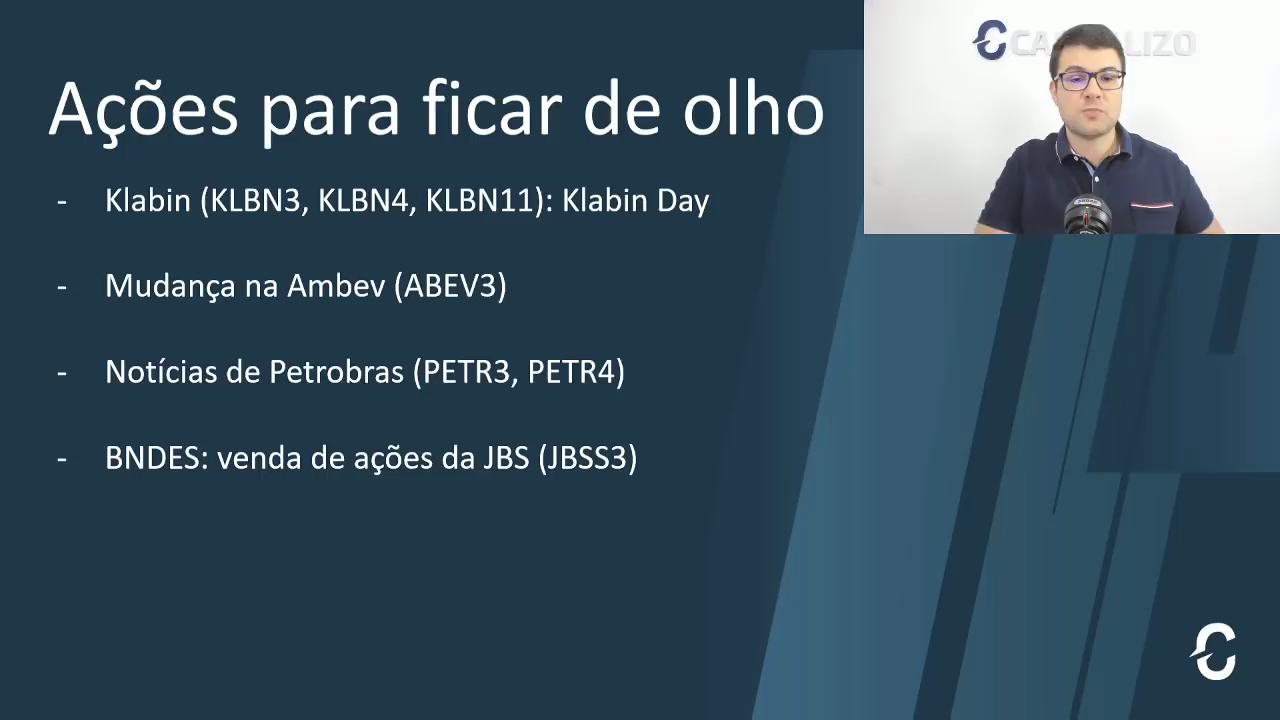 Ações para ficar de olho
- Klabin (KLBN3, KLBN4, KLBN11): Klabin Day
- Mudança na Ambev (ABEV3)
- Notícias de Petrobras (PETR3, PETR4)
- BNDES: venda de ações da JBS (JBSS3)